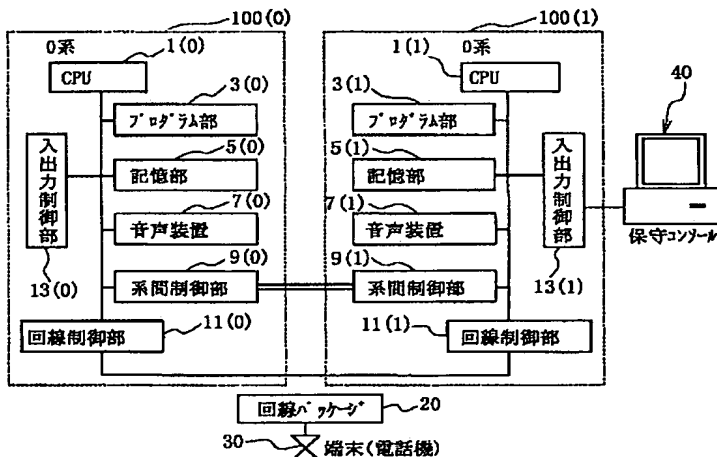 100(0)
100(1)
0系
1(0)
CPU
3(0)
ﾌﾟﾛｸﾞﾗﾑ部
5(0)
記憶部
7(0)
音声装置
9(0)
系間制御部
11(0)
回線制御部
入出力制御部
13(0)
0系
1(1)
CPU
3(1)
ﾌﾟﾛｸﾞﾗﾑ部
5(1)
記憶部
7(1)
音声装置
9(1)
系間制御部
11(1)
回線制御部
入出力制御部
13(1)
40
保守ｺﾝｿｰﾙ
回線ﾊﾟｯｹｰｼﾞ
20
30
端末(電話機)